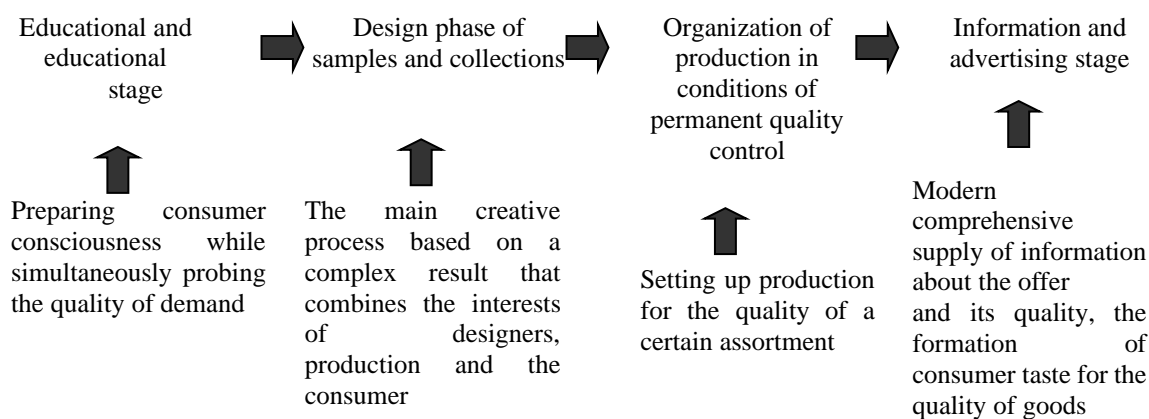 Educational and
educational
stage
Design phase of
samples and collections
Organization of
production in
conditions of
permanent quality
control
Information and
advertising stage
Preparing consumer
consciousness while
simultaneously probing
the quality of demand
The main creative
process based on a
complex result that
combines the interests
of designers,
production and the
consumer
Setting up production
for the quality of a
certain assortment
Modern
comprehensive
supply of information
about the offer
and its quality, the
formation of
consumer taste for the
quality of goods